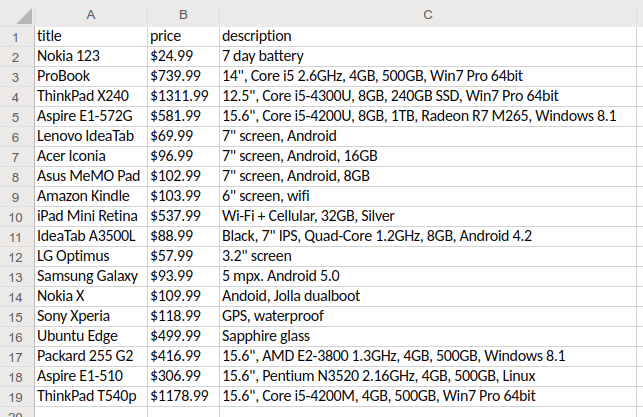 A B C
1 title price description
2 Nokia 123 $24.99 7 day battery
3 ProBook $739.99 14", Core i5 2.6GHz, 4GB, 500GB, Win7 Pro 64bit
4 ThinkPad X240 $1311.99 12.5", Core i5-4300U, 8GB, 240GB SSD, Win7 Pro 64bit
5 Aspire E1-572G $581.99 15.6", Core i5-4200U, 8GB, 1TB, Radeon R7 M265, Windows 8.1
6 Lenovo IdeaTab $69.99 7" screen, Android
7 Acer Iconia $96.99 7" screen, Android, 16GB
8 Asus MeMO Pad $102.99 7" screen, Android, 8GB
9 Amazon Kindle $103.99 6" screen, wifi
10 iPad Mini Retina $537.99 Wi-Fi + Cellular, 32GB, Silver
11 IdeaTab A3500L $88.99 Black, 7" IPS, Quad-Core 1.2GHz, 8GB, Android 4.2
12 LG Optimus $57.99 3.2" screen
13 Samsung Galaxy $93.99 5 mpx. Android 5.0
14 Nokia X $109.99 Andoid, Jolla dualboot
15 Sony Xperia $118.99 GPS, waterproof
16 Ubuntu Edge $499.99 Sapphire glass
17 Packard 255 G2 $416.99 15.6", AMD E2-3800 1.3GHz, 4GB, 500GB, Windows 8.1
18 Aspire E1-510 $306.99 15.6", Pentium N3520 2.16GHz, 4GB, 500GB, Linux
19 ThinkPad T540p $1178.99 15.6", Core i5-4200M, 4GB, 500GB, Win7 Pro 64bit